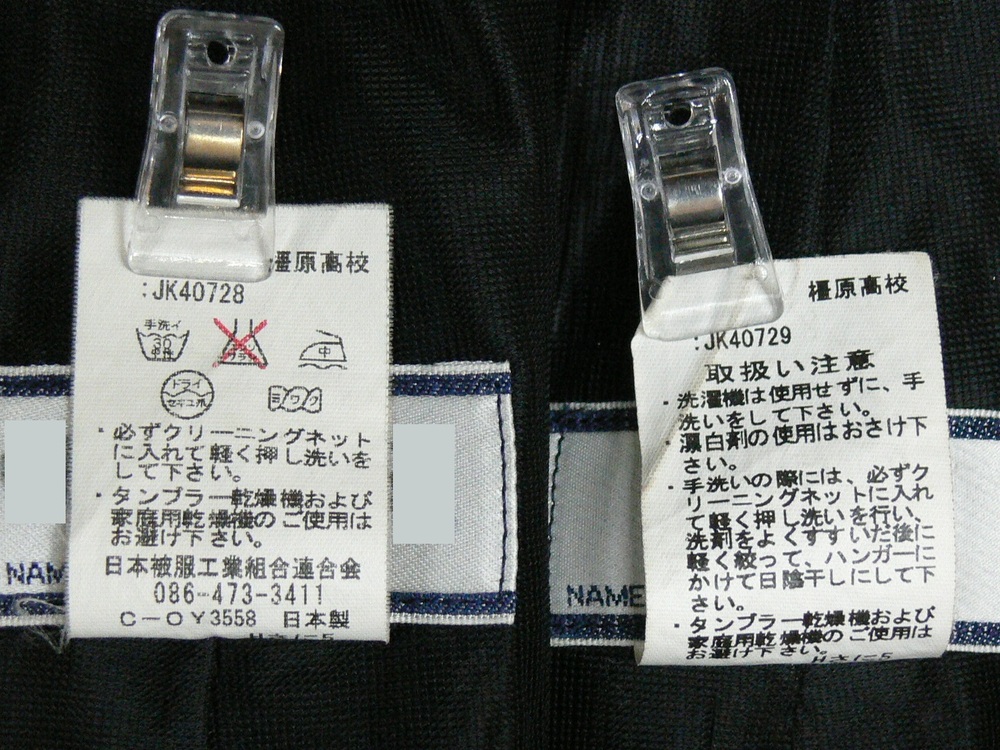 橿原高校
:JK40728
手洗イ
30
中性
中
ドライ
セキユ系
・必ずクリーニングネット
に入れて軽く押し洗いを
して下さい。
・タンブラー乾燥機および
家庭用乾燥機のご使用は
お避け下さい。
日本被服工業組合連合会
086-473-3411
C-OY3558 日本製
NAM
橿原高校
:JK40729
取扱い注意
・洗濯機は使用せずに、手
洗いをして下さい。
・漂白剤の使用はおさけ下
さい。
・手洗いの際には、必ずク
リーニングネットに入れ
て軽く押し洗いを行い、
洗剤をよくすすいだ後に
軽く絞って、ハンガーに
かけて日陰干しにして下
さい。
・タンブラー乾燥機および
家庭用乾燥機のご使用は
お避け下さい。
NAME